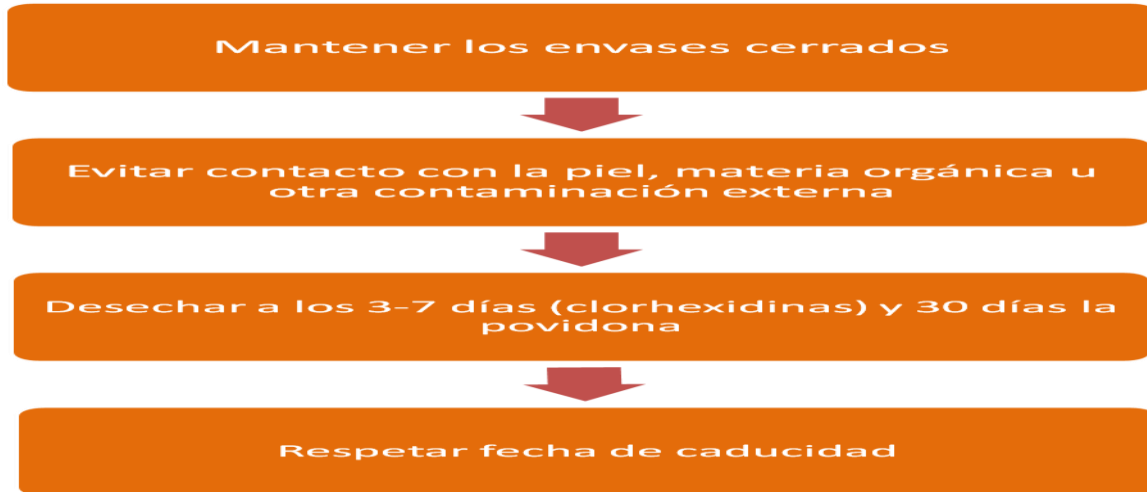 Mantener los envases cerrados
Evitar contacto con la piel, materia orgánica u
otra contaminación externa
Desechar a los 3-7 días (clorhexidinas) y 30 días la
povidona
Respetar fecha de caducidad